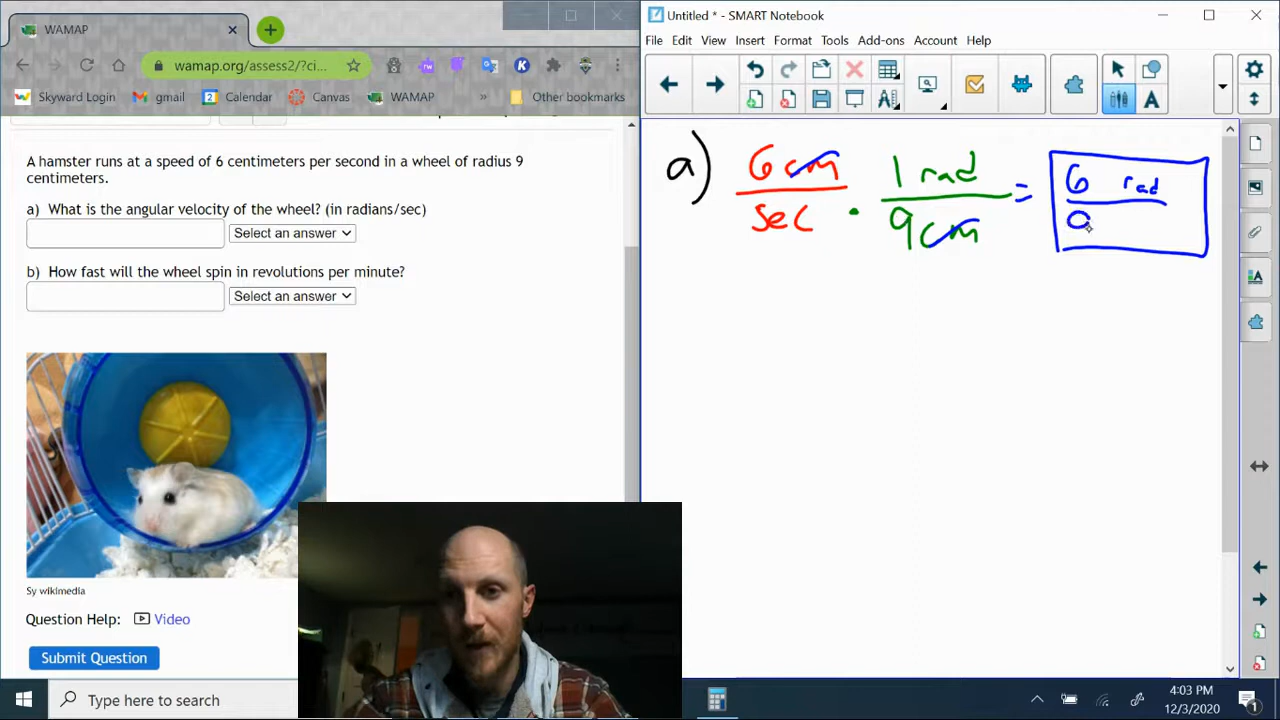 WAMAP
Untitled * - SMART Notebook
wamap.org/assess2/?ci...
File Edit View Insert Format Tools Add-ons Account Help
Skyward Login gmail Calendar Canvas WAMAP » Other bookmarks
A hamster runs at a speed of 6 centimeters per second in a wheel of radius 9
centimeters.
a) What is the angular velocity of the wheel? (in radians/sec)
Select an answer
b) How fast will the wheel spin in revolutions per minute?
Select an answer
Sy wikimedia
Question Help: Video
Submit Question
a) 6 cm 1 rad 6 rad
sec · 9 cm =
Type here to search
4:03 PM
12/3/2020
1